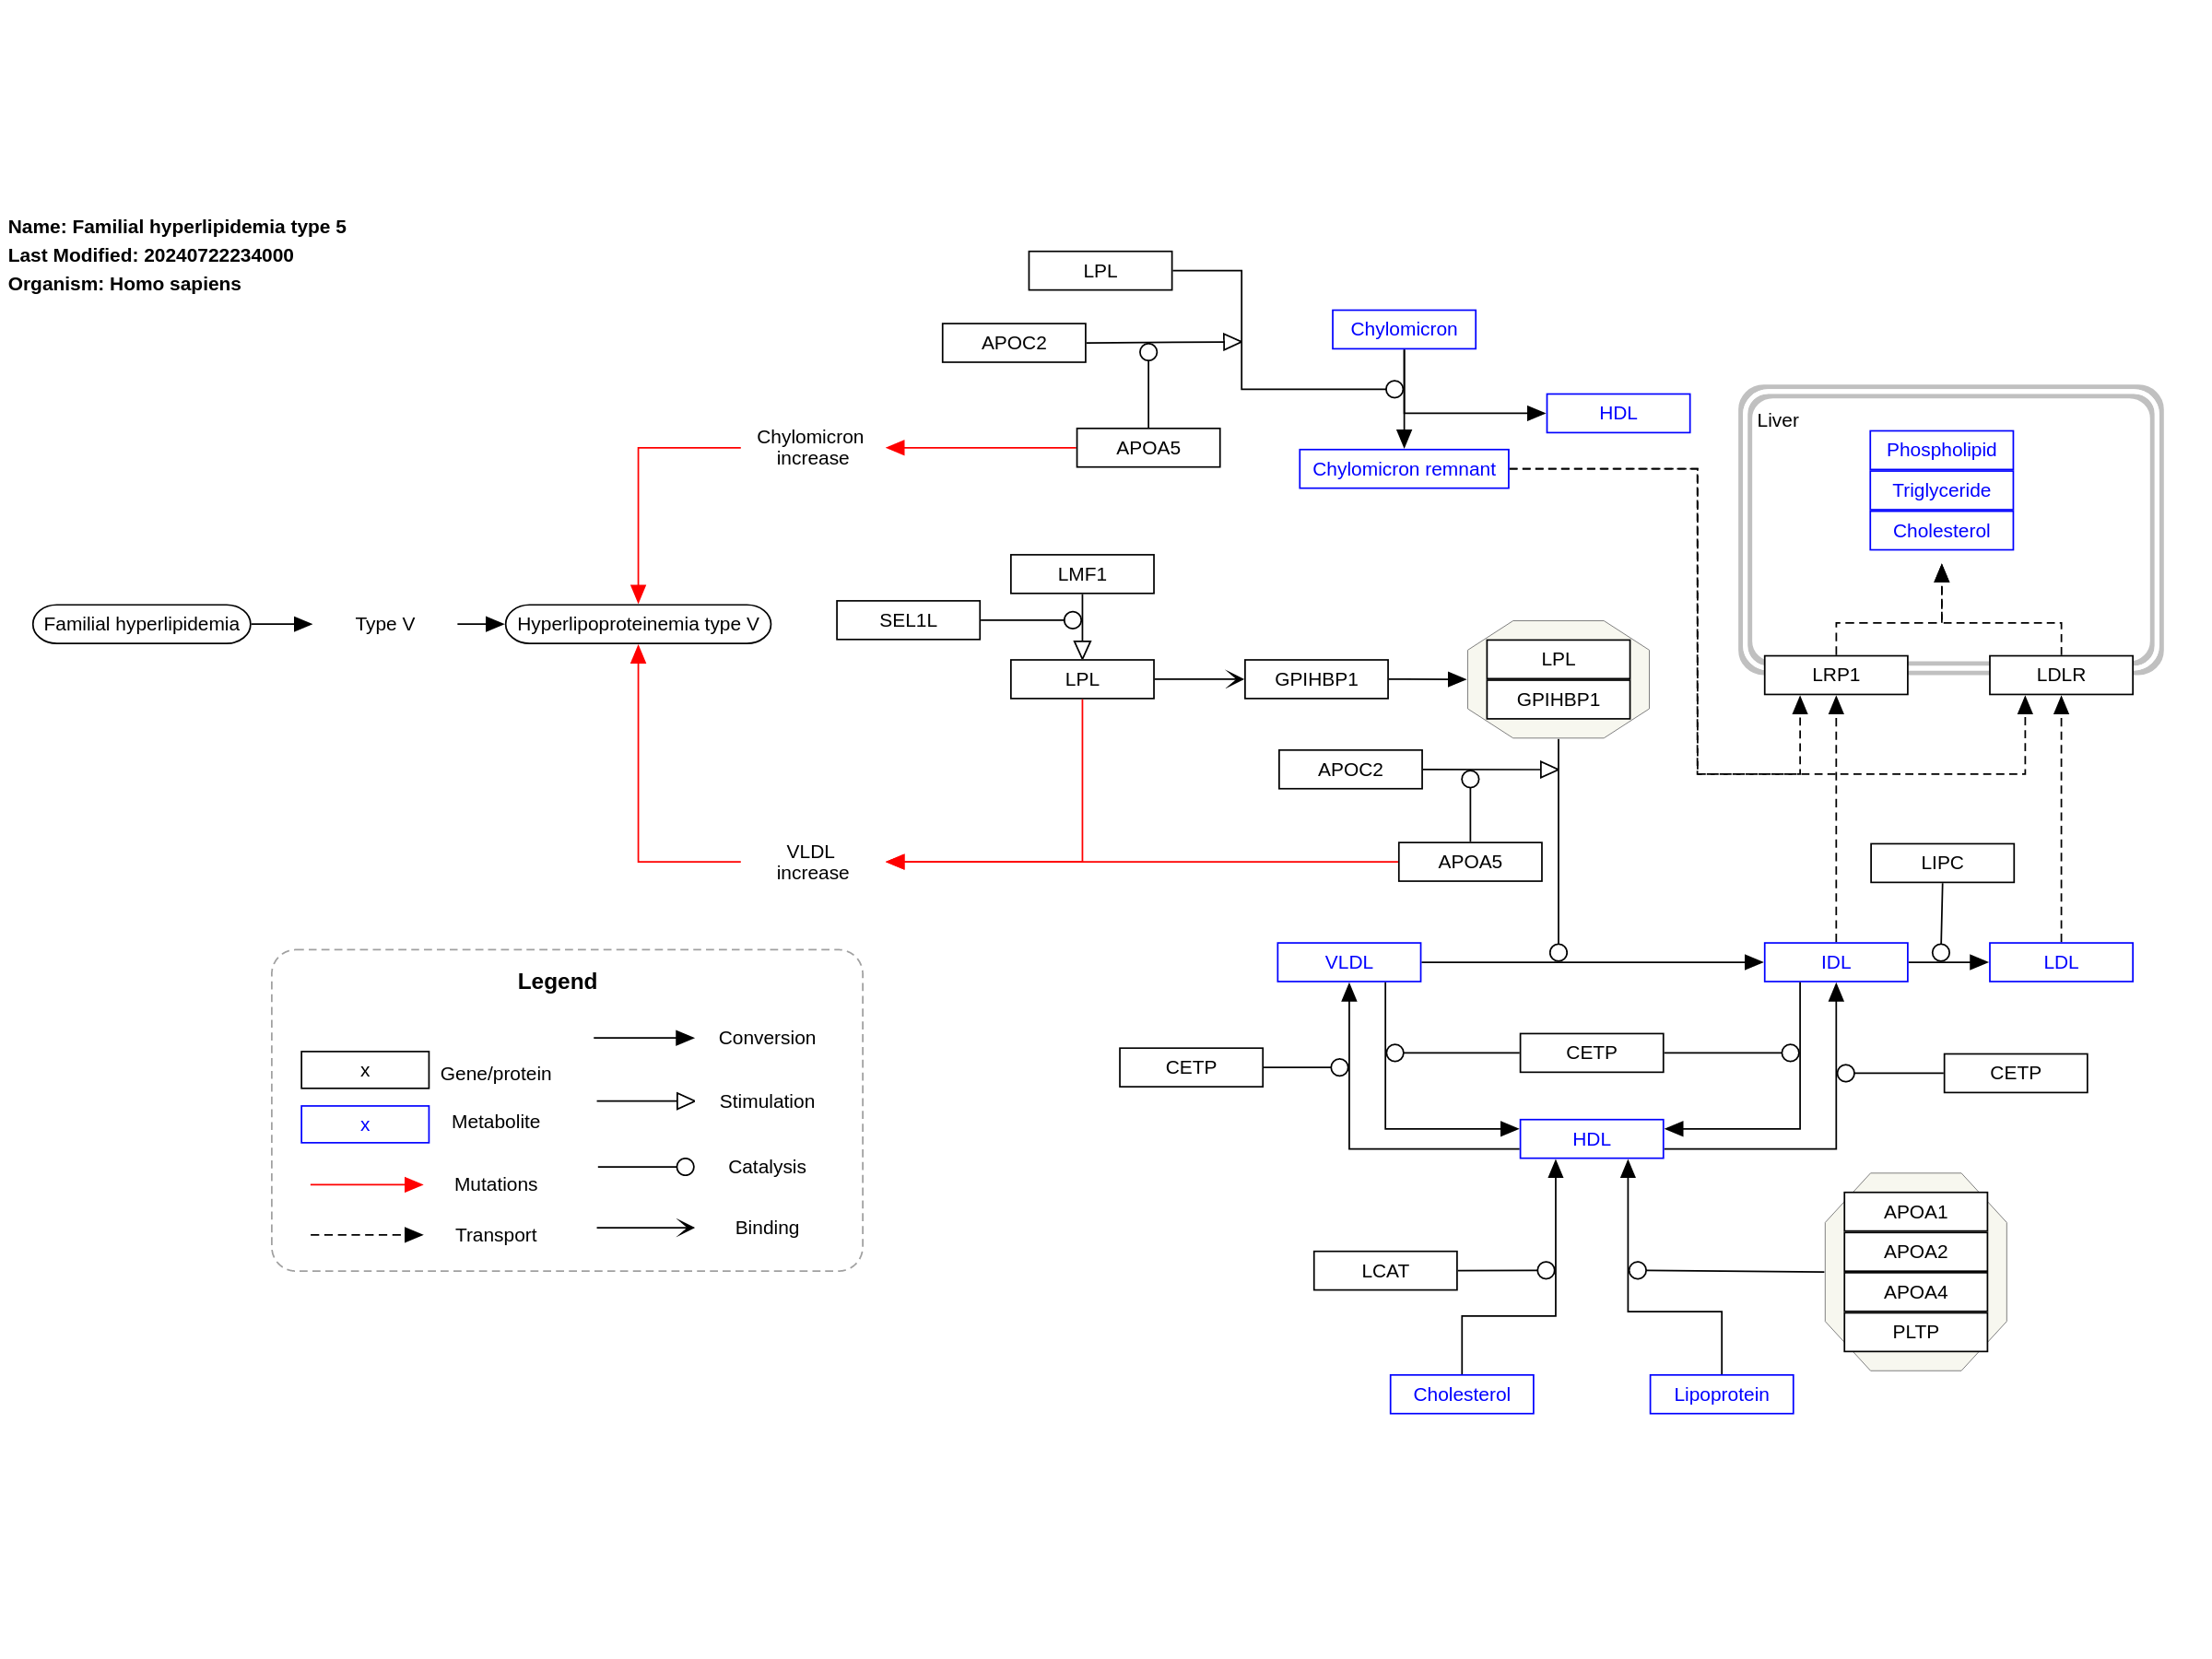 Name: Familial hyperlipidemia type 5
Last Modified: 20240722234000
Organism: Homo sapiens
LPL
APOC2
APOA5
Chylomicron
HDL
Chylomicron remnant
Chylomicron
increase
Liver
Phospholipid
Triglyceride
Cholesterol
LRP1
LDLR
Familial hyperlipidemia
Type V
Hyperlipoproteinemia type V
LMF1
SEL1L
LPL
GPIHBP1
LPL
GPIHBP1
APOC2
APOA5
VLDL
increase
LIPC
VLDL
IDL
LDL
CETP
CETP
CETP
HDL
LCAT
APOA1
APOA2
APOA4
PLTP
Cholesterol
Lipoprotein
Legend
x
Gene/protein
x
Metabolite
Mutations
Transport
Conversion
Stimulation
Catalysis
Binding